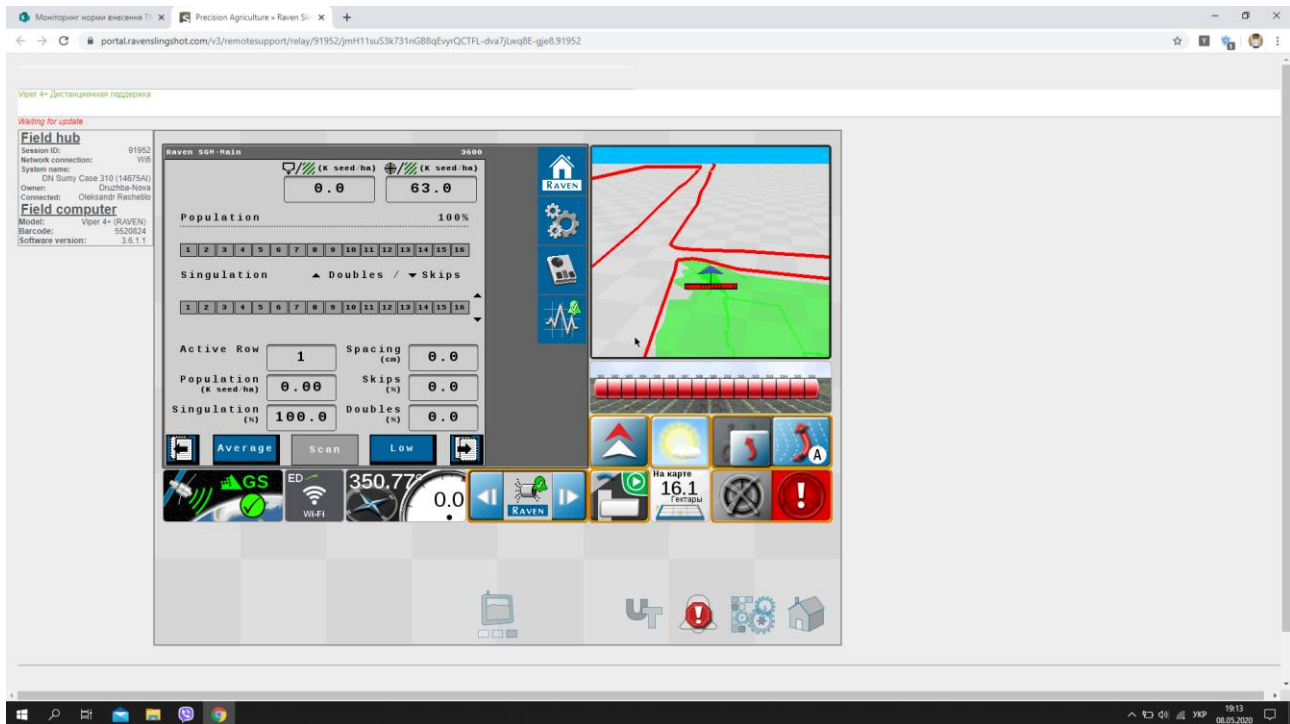 Моніторинг норми внесення ТІ
Precision Agriculture » Raven Sli
portal.ravenslingshot.com/v3/remotesupport/relay/91952/jmH11suS3k731nGB8qEvyrQCTFL-dva7jLwq8E-gje8.91952
Viper 4+ Дистанционная поддержка
Waiting for update
Field hub
Session ID: 91952
Network connection: Wifi
System name:
DN Sumy Case 310 (14675AI)
Owner: Druzhba-Nova
Connected: Oleksandr Reshetilo
Field computer
Model: Viper 4+ (RAVEN)
Barcode: 5520824
Software version: 3.6.1.1
Raven SGM-Main 3600
(K seed/ha) (K seed/ha)
0.0 63.0
Population 100%
1 2 3 4 5 6 7 8 9 10 11 12 13 14 15 16
Singulation ▲ Doubles / ▼ Skips
1 2 3 4 5 6 7 8 9 10 11 12 13 14 15 16
Active Row 1 Spacing (cm) 0.0
Population (K seed/ha) 0.00 Skips (%) 0.0
Singulation (%) 100.0 Doubles (%) 0.0
Average Scan Low
RAVEN
A
GS
ED
Wi-Fi
350.77°
0.0
RAVEN
На карте
16.1
Гектары
UT
УКР
19:13
08.05.2020